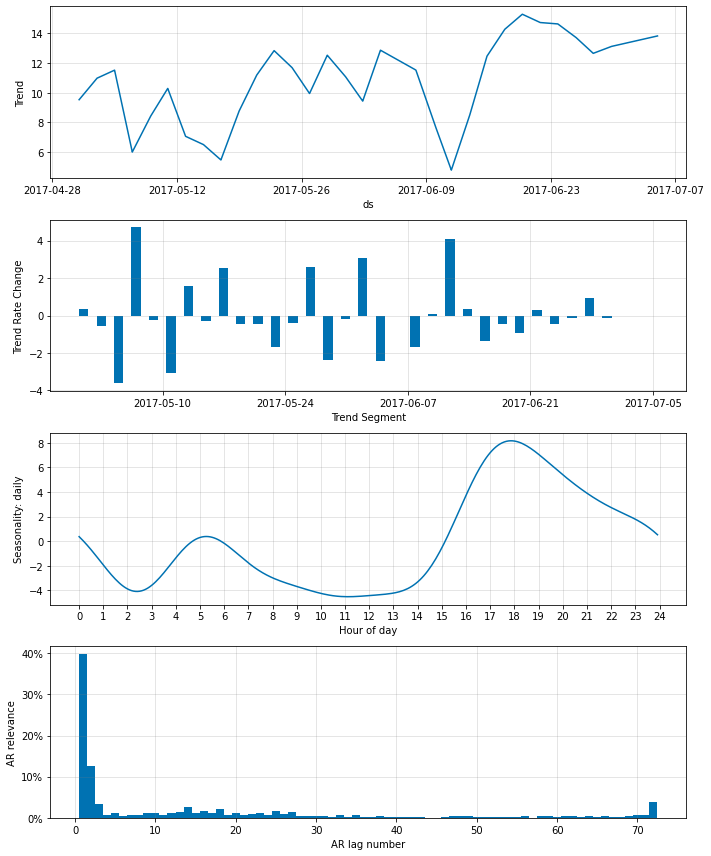 14
12
10
8
6
Trend
2017-04-28 2017-05-12 2017-05-26 2017-06-09 2017-06-23 2017-07-07
ds
4
2
0
−2
−4
Trend Rate Change
2017-05-10 2017-05-24 2017-06-07 2017-06-21 2017-07-05
Trend Segment
8
6
4
2
0
−2
−4
Seasonality: daily
0 1 2 3 4 5 6 7 8 9 10 11 12 13 14 15 16 17 18 19 20 21 22 23 24
Hour of day
40%
30%
20%
10%
0%
AR relevance
0 10 20 30 40 50 60 70
AR lag number